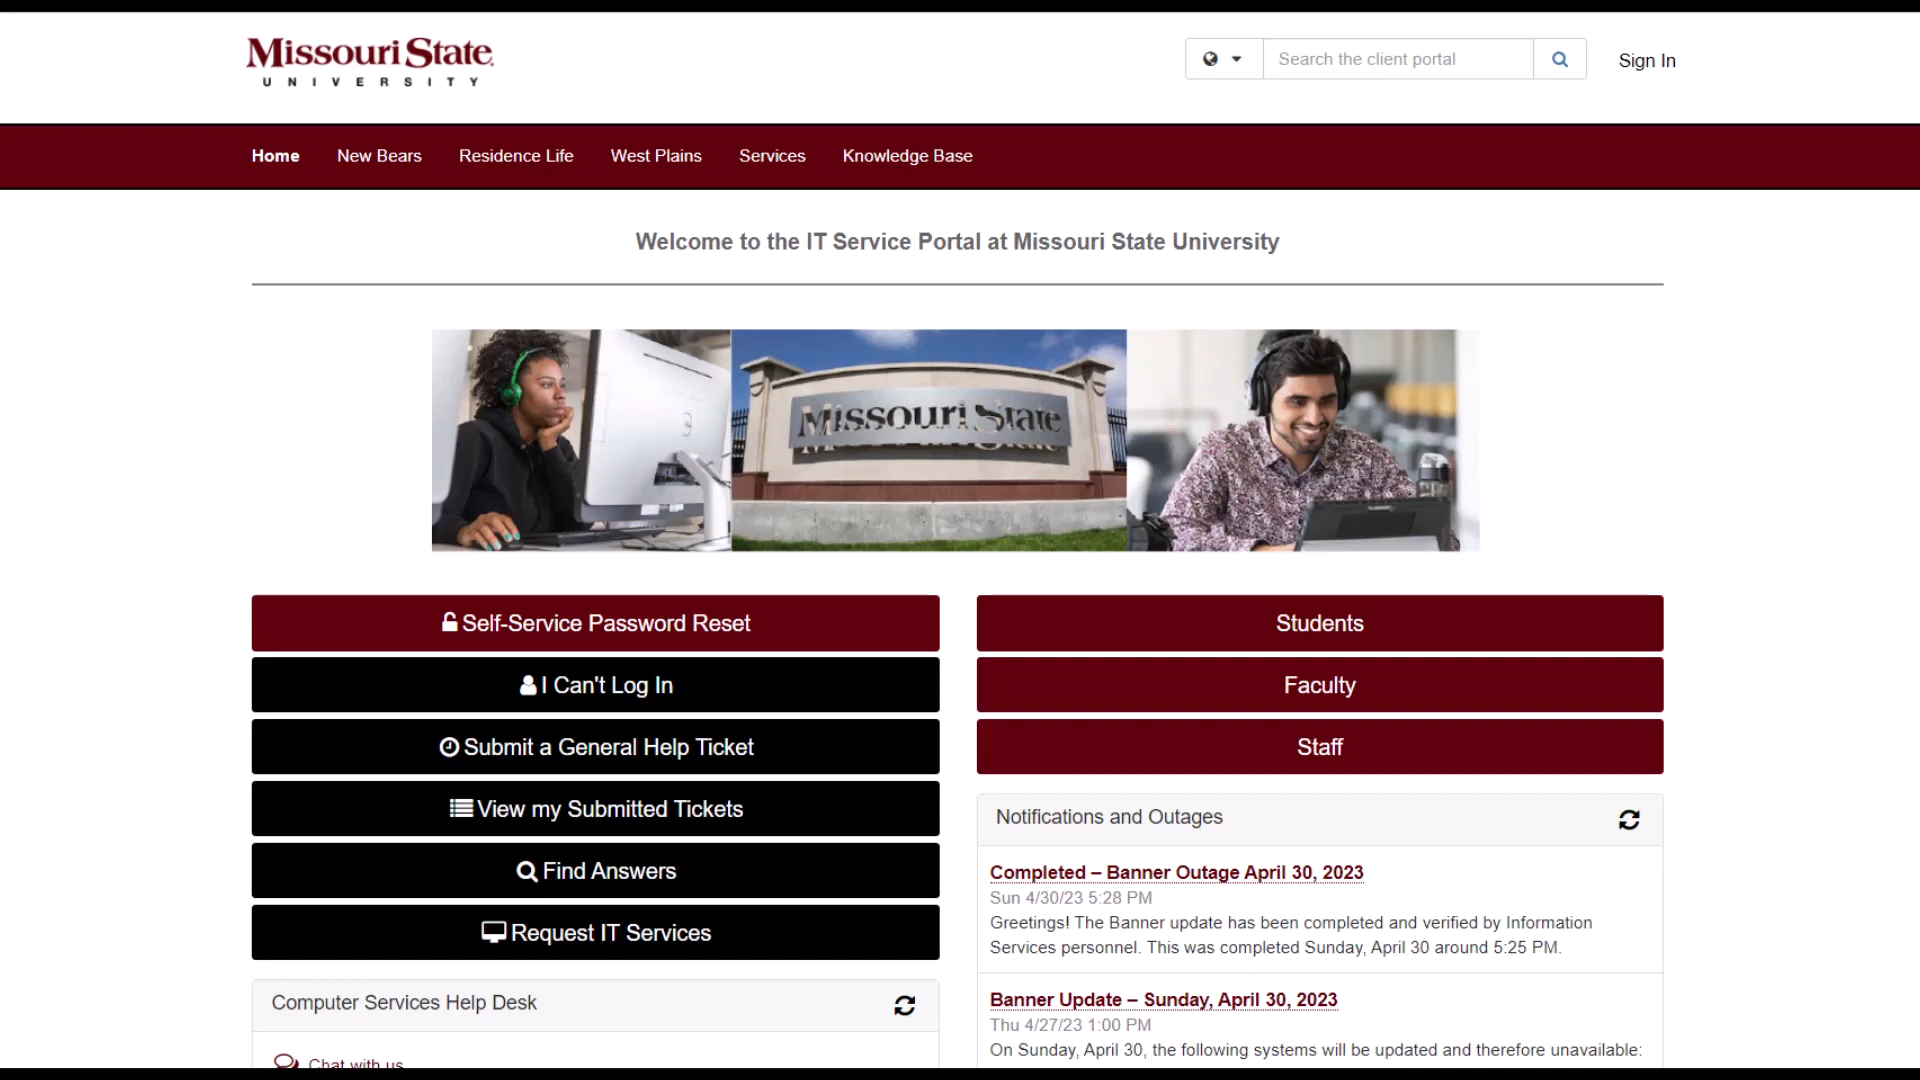 Missouri State
UNIVERSITY
Search the client portal
Sign In
Home New Bears Residence Life West Plains Services Knowledge Base
Welcome to the IT Service Portal at Missouri State University
Missouri State
Self-Service Password Reset
I Can't Log In
Submit a General Help Ticket
View my Submitted Tickets
Find Answers
Request IT Services
Computer Services Help Desk
Chat with us
Students
Faculty
Staff
Notifications and Outages
Completed – Banner Outage April 30, 2023
Sun 4/30/23 5:28 PM
Greetings! The Banner update has been completed and verified by Information
Services personnel. This was completed Sunday, April 30 around 5:25 PM.
Banner Update – Sunday, April 30, 2023
Thu 4/27/23 1:00 PM
On Sunday, April 30, the following systems will be updated and therefore unavailable: